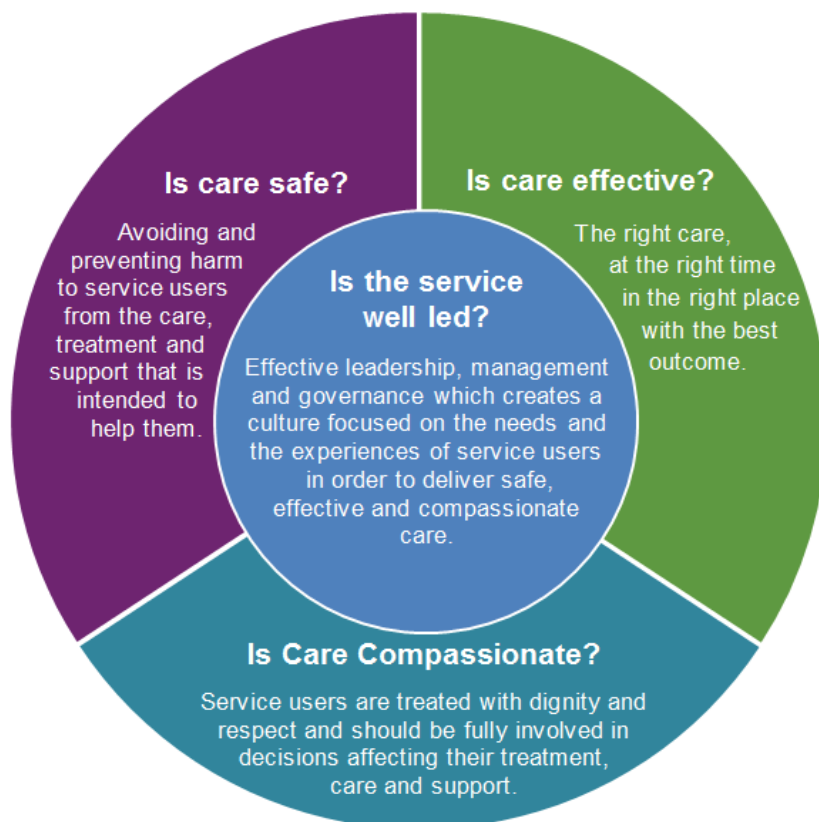 Is care safe?
Avoiding and
preventing harm
to service users
from the care,
treatment and
support that is
intended to
help them.
Is care effective?
The right care,
at the right time
in the right place
with the best
outcome.
Is the service
well led?
Effective leadership, management
and governance which creates a
culture focused on the needs and
the experiences of service users
in order to deliver safe,
effective and compassionate
care.
Is Care Compassionate?
Service users are treated with dignity and
respect and should be fully involved in
decisions affecting their treatment,
care and support.